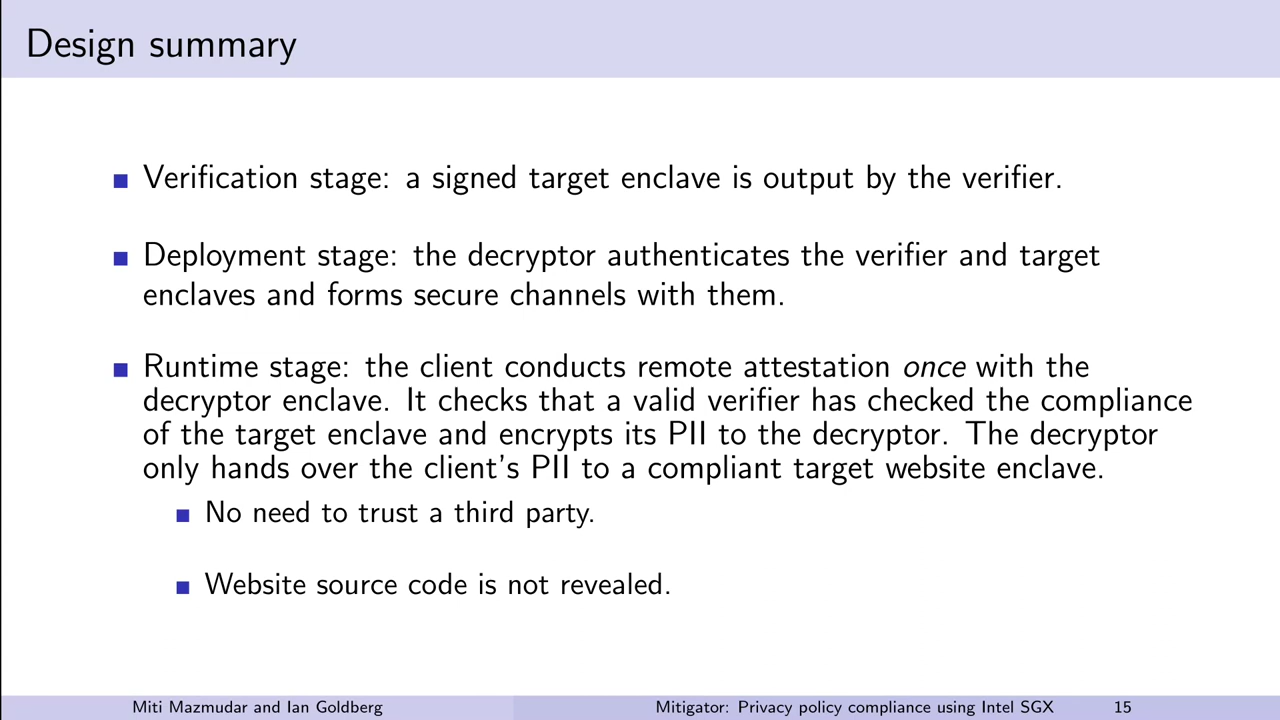 Design summary
Verification stage: a signed target enclave is output by the verifier.
Deployment stage: the decryptor authenticates the verifier and target
enclaves and forms secure channels with them.
Runtime stage: the client conducts remote attestation once with the
decryptor enclave. It checks that a valid verifier has checked the compliance
of the target enclave and encrypts its PII to the decryptor. The decryptor
only hands over the client's PII to a compliant target website enclave.
No need to trust a third party.
Website source code is not revealed.
Miti Mazmudar and Ian Goldberg
Mitigator: Privacy policy compliance using Intel SGX
15